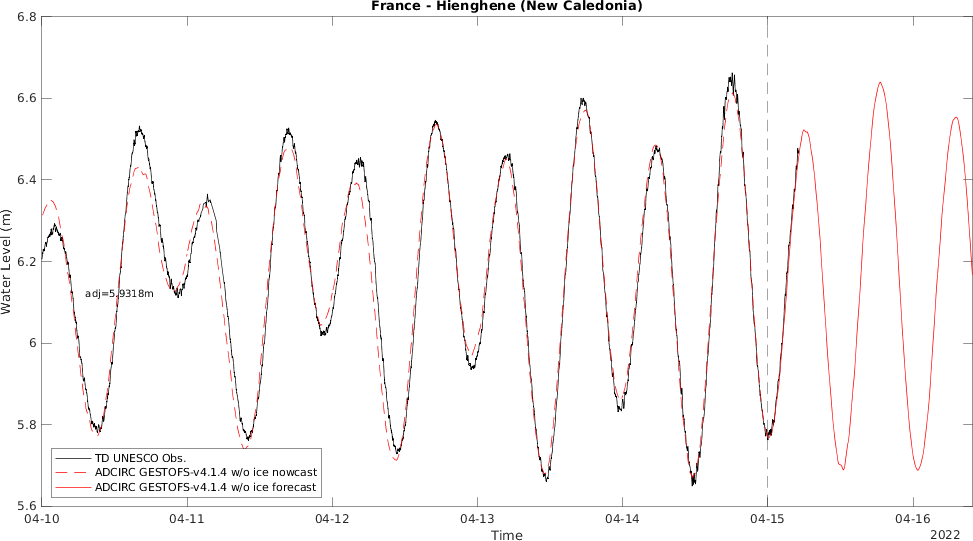 France - Hienghene (New Caledonia)
6.8
6.6
6.4
6.2
6
5.8
5.6
Water Level (m)
adj=5.9318m
TD UNESCO Obs.
ADCIRC GESTOFS-v4.1.4 w/o ice nowcast
ADCIRC GESTOFS-v4.1.4 w/o ice forecast
04-10 04-11 04-12 04-13 04-14 04-15 04-16
Time
2022